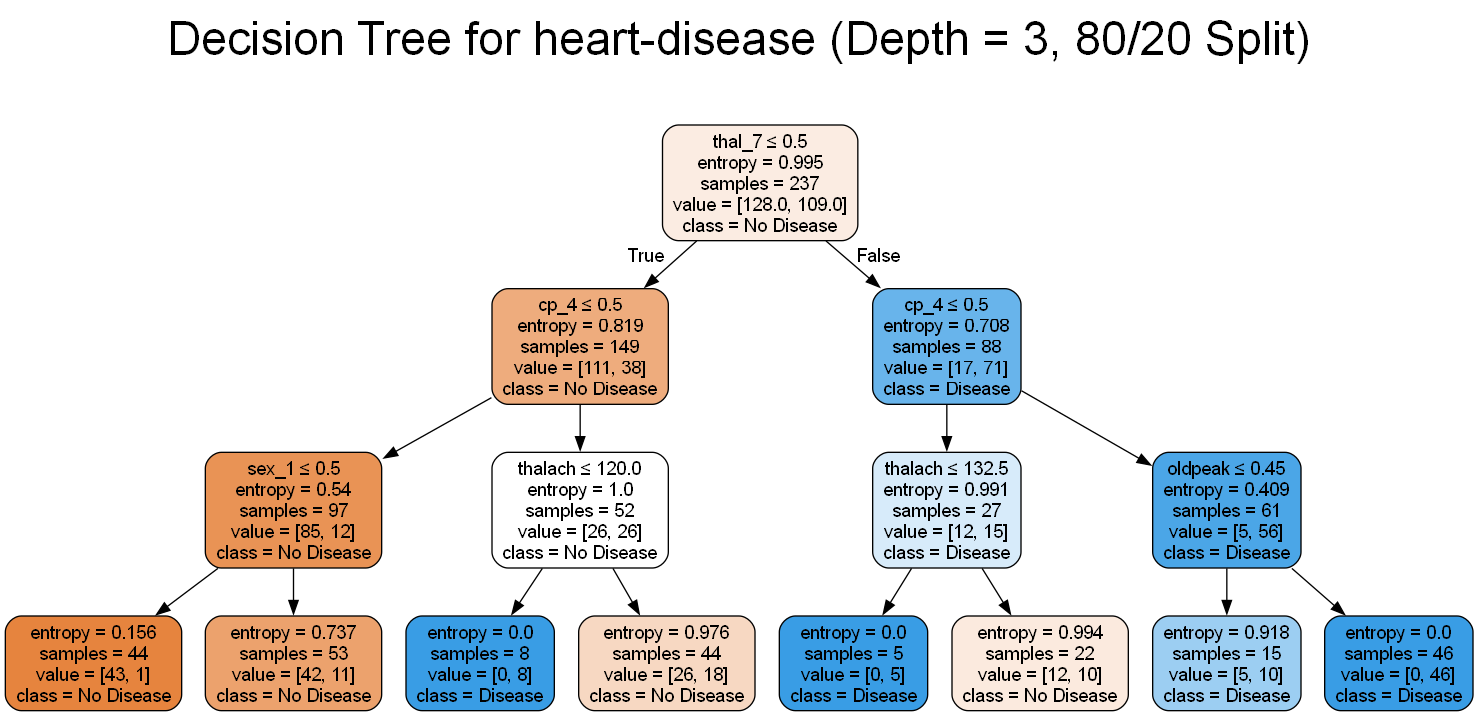 Decision Tree for heart-disease (Depth = 3, 80/20 Split)
thal_7 ≤ 0.5
entropy = 0.995
samples = 237
value = [128.0, 109.0]
class = No Disease
True
False
cp_4 ≤ 0.5
entropy = 0.819
samples = 149
value = [111, 38]
class = No Disease
cp_4 ≤ 0.5
entropy = 0.708
samples = 88
value = [17, 71]
class = Disease
sex_1 ≤ 0.5
entropy = 0.54
samples = 97
value = [85, 12]
class = No Disease
thalach ≤ 120.0
entropy = 1.0
samples = 52
value = [26, 26]
class = No Disease
thalach ≤ 132.5
entropy = 0.991
samples = 27
value = [12, 15]
class = Disease
oldpeak ≤ 0.45
entropy = 0.409
samples = 61
value = [5, 56]
class = Disease
entropy = 0.156
samples = 44
value = [43, 1]
class = No Disease
entropy = 0.737
samples = 53
value = [42, 11]
class = No Disease
entropy = 0.0
samples = 8
value = [0, 8]
class = Disease
entropy = 0.976
samples = 44
value = [26, 18]
class = No Disease
entropy = 0.0
samples = 5
value = [0, 5]
class = Disease
entropy = 0.994
samples = 22
value = [12, 10]
class = No Disease
entropy = 0.918
samples = 15
value = [5, 10]
class = Disease
entropy = 0.0
samples = 46
value = [0, 46]
class = Disease